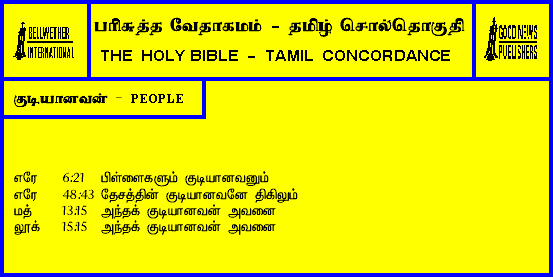 BELLWETHER
INTERNATIONAL
பரிசுத்த வேதாகமம் - தமிழ் சொல்தொகுதி
THE HOLY BIBLE - TAMIL CONCORDANCE
GOOD NEWS
PUBLISHERS
குடியானவன் - PEOPLE
எரே 6:21 பிள்ளைகளும் குடியானவனும்
எரே 48:43 தேசத்தின் குடியானவனே திகிலும்
மத் 13:15 அந்தக் குடியானவன் அவனை
லூக் 15:15 அந்தக் குடியானவன் அவனை